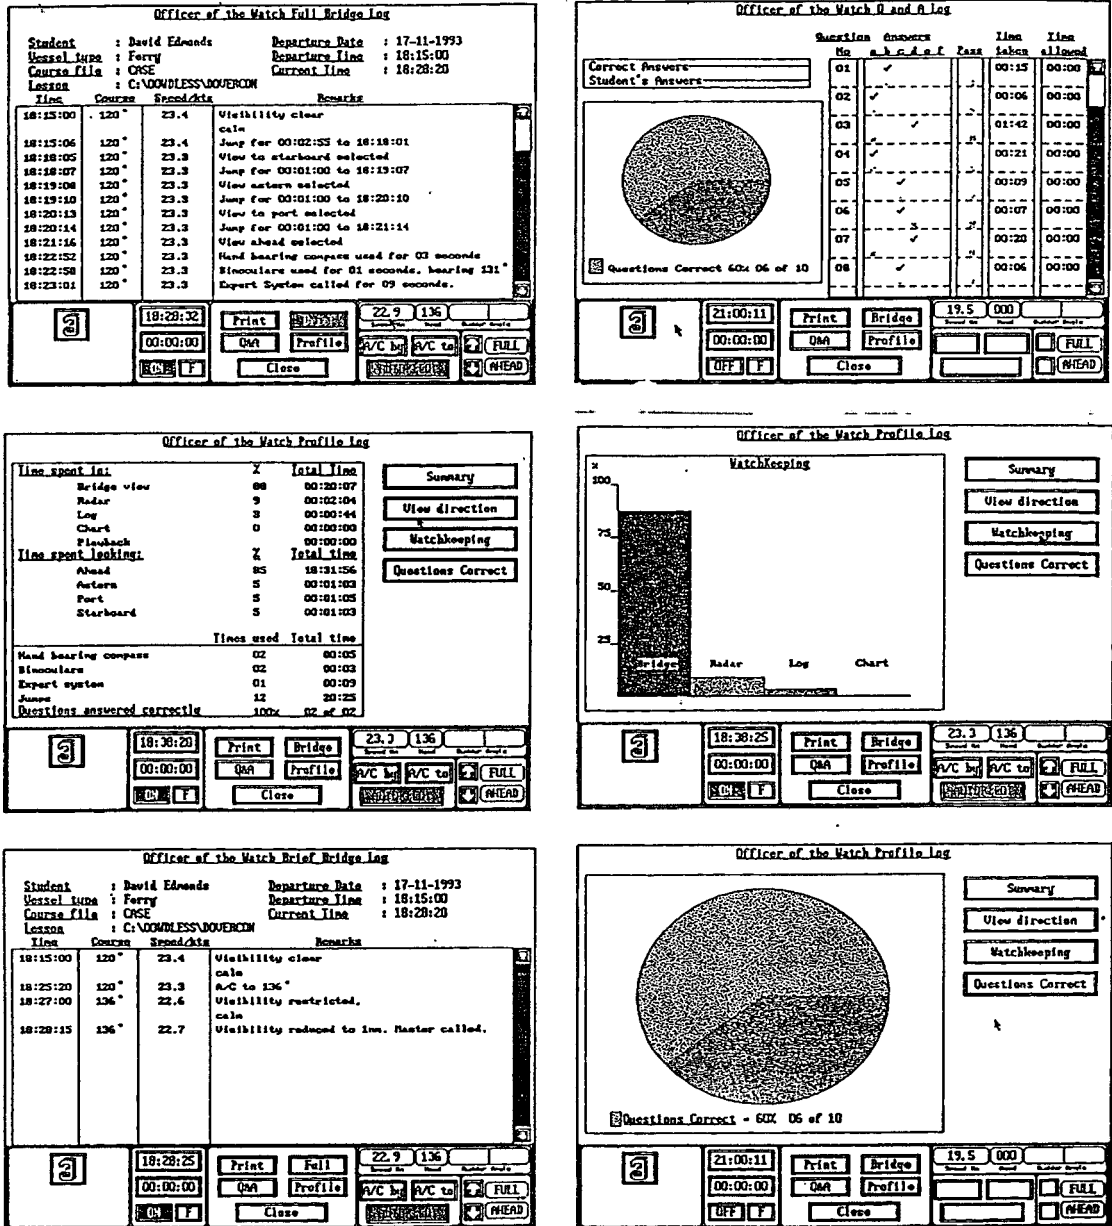 Officer of the Watch Full Bridge Log
Student : David Edmonds Departure Date : 17-11-1993
Vessel type : Ferry Departure Time : 18:15:00
Course file : CASE Current Time : 18:28:20
Lesson : C:\DOWDLESS\DOVERCON
Time Course Speed/kts Remarks
18:15:00 120° 23.4 Visibility clear
calm
18:15:06 120° 23.4 Jump for 00:02:55 to 18:18:01
18:18:05 120° 23.3 View to starboard selected
18:18:07 120° 23.3 Jump for 00:01:00 to 18:19:07
18:19:08 120° 23.3 View astern selected
18:19:10 120° 23.3 Jump for 00:01:00 to 18:20:10
18:20:13 120° 23.3 View to port selected
18:20:14 120° 23.3 Jump for 00:01:00 to 18:21:14
18:21:16 120° 23.3 View ahead selected
18:22:52 120° 23.3 Hand bearing compass used for 03 seconds
18:22:58 120° 23.3 Binoculars used for 01 seconds, bearing 131°
18:23:01 120° 23.3 Expert System called for 09 seconds.
18:28:32 Print 22.9 136
00:00:00 Q&A Profile A/C by A/C to FULL
F Close AHEAD
Officer of the Watch Q and A Log
Question Answers Time Time
No a b c d e f Pass taken allowed
Correct Answers
Student's Answers
01 00:15 00:00
02 00:06 00:00
03 01:42 00:00
04 00:21 00:00
05 00:09 00:00
06 00:07 00:00
07 00:20 00:00
08 00:06 00:00
Questions Correct 60% 06 of 10
21:00:11 Print Bridge 19.5 000
00:00:00 Q&A Profile FULL
OFF F Close AHEAD
Officer of the Watch Profile Log
Time spent in: % Total Time
Bridge view 88 00:20:07
Radar 9 00:02:04
Log 3 00:00:44
Chart 0 00:00:00
Playback 00:00:00
Time spent looking: % Total time
Ahead 85 18:31:56
Astern 5 00:01:03
Port 5 00:01:05
Starboard 5 00:01:03
Times used Total time
Hand bearing compass 02 00:05
Binoculars 02 00:03
Expert system 01 00:09
Jumps 12 20:25
Questions answered correctly 100% 02 of 02
Summary
View direction
Watchkeeping
Questions Correct
18:38:20 Print Bridge 23.3 136
00:00:00 Q&A Profile A/C by A/C to FULL
F Close AHEAD
Officer of the Watch Profile Log
WatchKeeping
%
100
75
50
25
Bridge Radar Log Chart
Summary
View direction
Watchkeeping
Questions Correct
18:38:25 Print Bridge 23.3 136
00:00:00 Q&A Profile A/C by A/C to FULL
F Close AHEAD
Officer of the Watch Brief Bridge Log
Student : David Edmonds Departure Date : 17-11-1993
Vessel type : Ferry Departure Time : 18:15:00
Course file : CASE Current Time : 18:28:20
Lesson : C:\DOWDLESS\DOVERCON
Time Course Speed/kts Remarks
18:15:00 120° 23.4 Visibility clear
calm
18:25:20 120° 23.3 A/C to 136°
18:27:00 136° 22.6 Visibility restricted.
calm
18:28:15 136° 22.7 Visibility reduced to 1nm. Master called.
18:28:25 Print Full 22.9 136
00:00:00 Q&A Profile A/C by A/C to FULL
F Close AHEAD
Officer of the Watch Profile Log
Questions Correct - 60% 06 of 10
Summary
View direction
Watchkeeping
Questions Correct
21:00:11 Print Bridge 19.5 000
00:00:00 Q&A Profile FULL
OFF F Close AHEAD